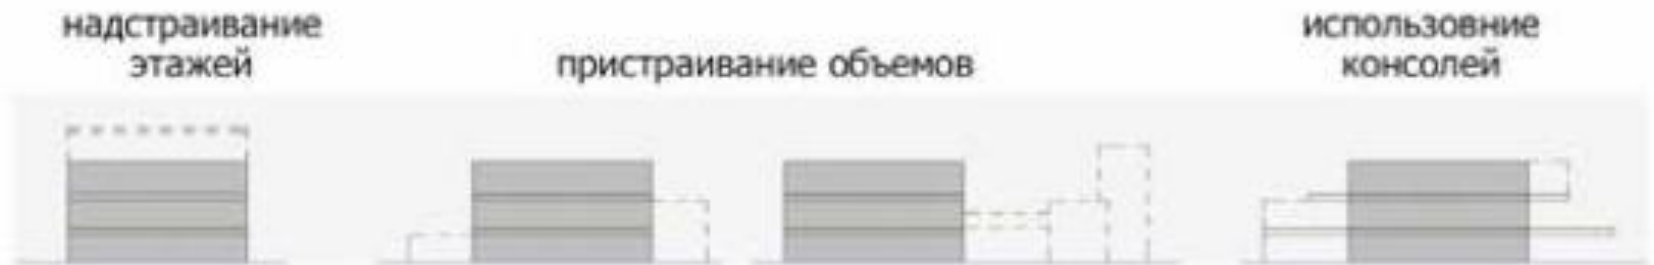 надстраивание
этажей
пристраивание объемов
использовние
консолей